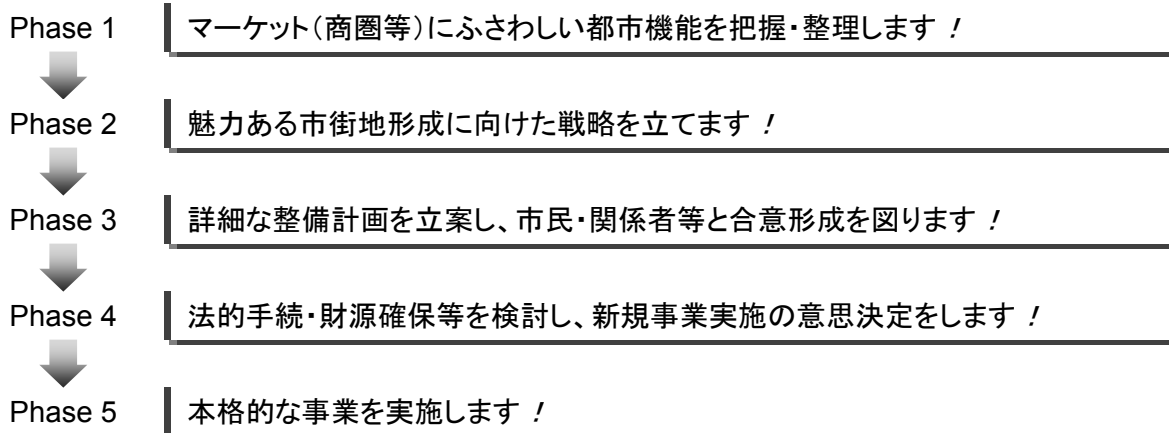 Phase 1 マーケット（商圏等）にふさわしい都市機能を把握・整理します！
Phase 2 魅力ある市街地形成に向けた戦略を立てます！
Phase 3 詳細な整備計画を立案し、市民・関係者等と合意形成を図ります！
Phase 4 法的手続・財源確保等を検討し、新規事業実施の意思決定をします！
Phase 5 本格的な事業を実施します！